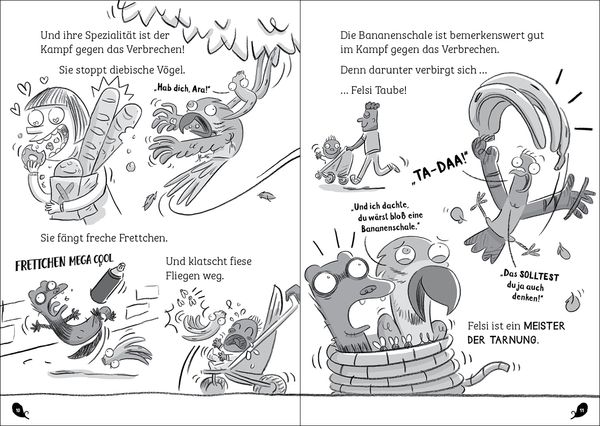 Und ihre Spezialität ist der
Kampf gegen das Verbrechen!
Sie stoppt diebische Vögel.
„Hab dich, Ara!"
Sie fängt freche Frettchen.
FRETTCHEN MEGA COOL
Und klatscht fiese
Fliegen weg.
10
Die Bananenschale ist bemerkenswert gut
im Kampf gegen das Verbrechen.
Denn darunter verbirgt sich ...
... Felsi Taube!
„TA-DAA!"
„Und ich dachte,
du wärst bloß eine
Bananenschale."
„Das SOLLTEST
du ja auch
denken!"
Felsi ist ein MEISTER
DER TARNUNG.
11